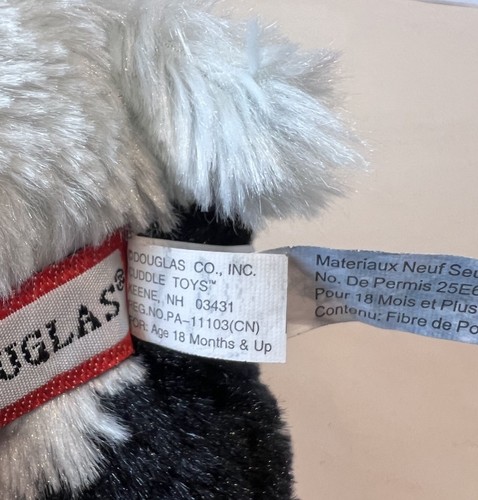 UGLAS®
©DOUGLAS CO., INC.
CUDDLE TOYS™
KEENE, NH 03431
REG.NO.PA-11103(CN)
FOR: Age 18 Months & Up
Materiaux Neuf Seu
No. De Permis 25E6
Pour 18 Mois et Plus
Contenu: Fibre de Po